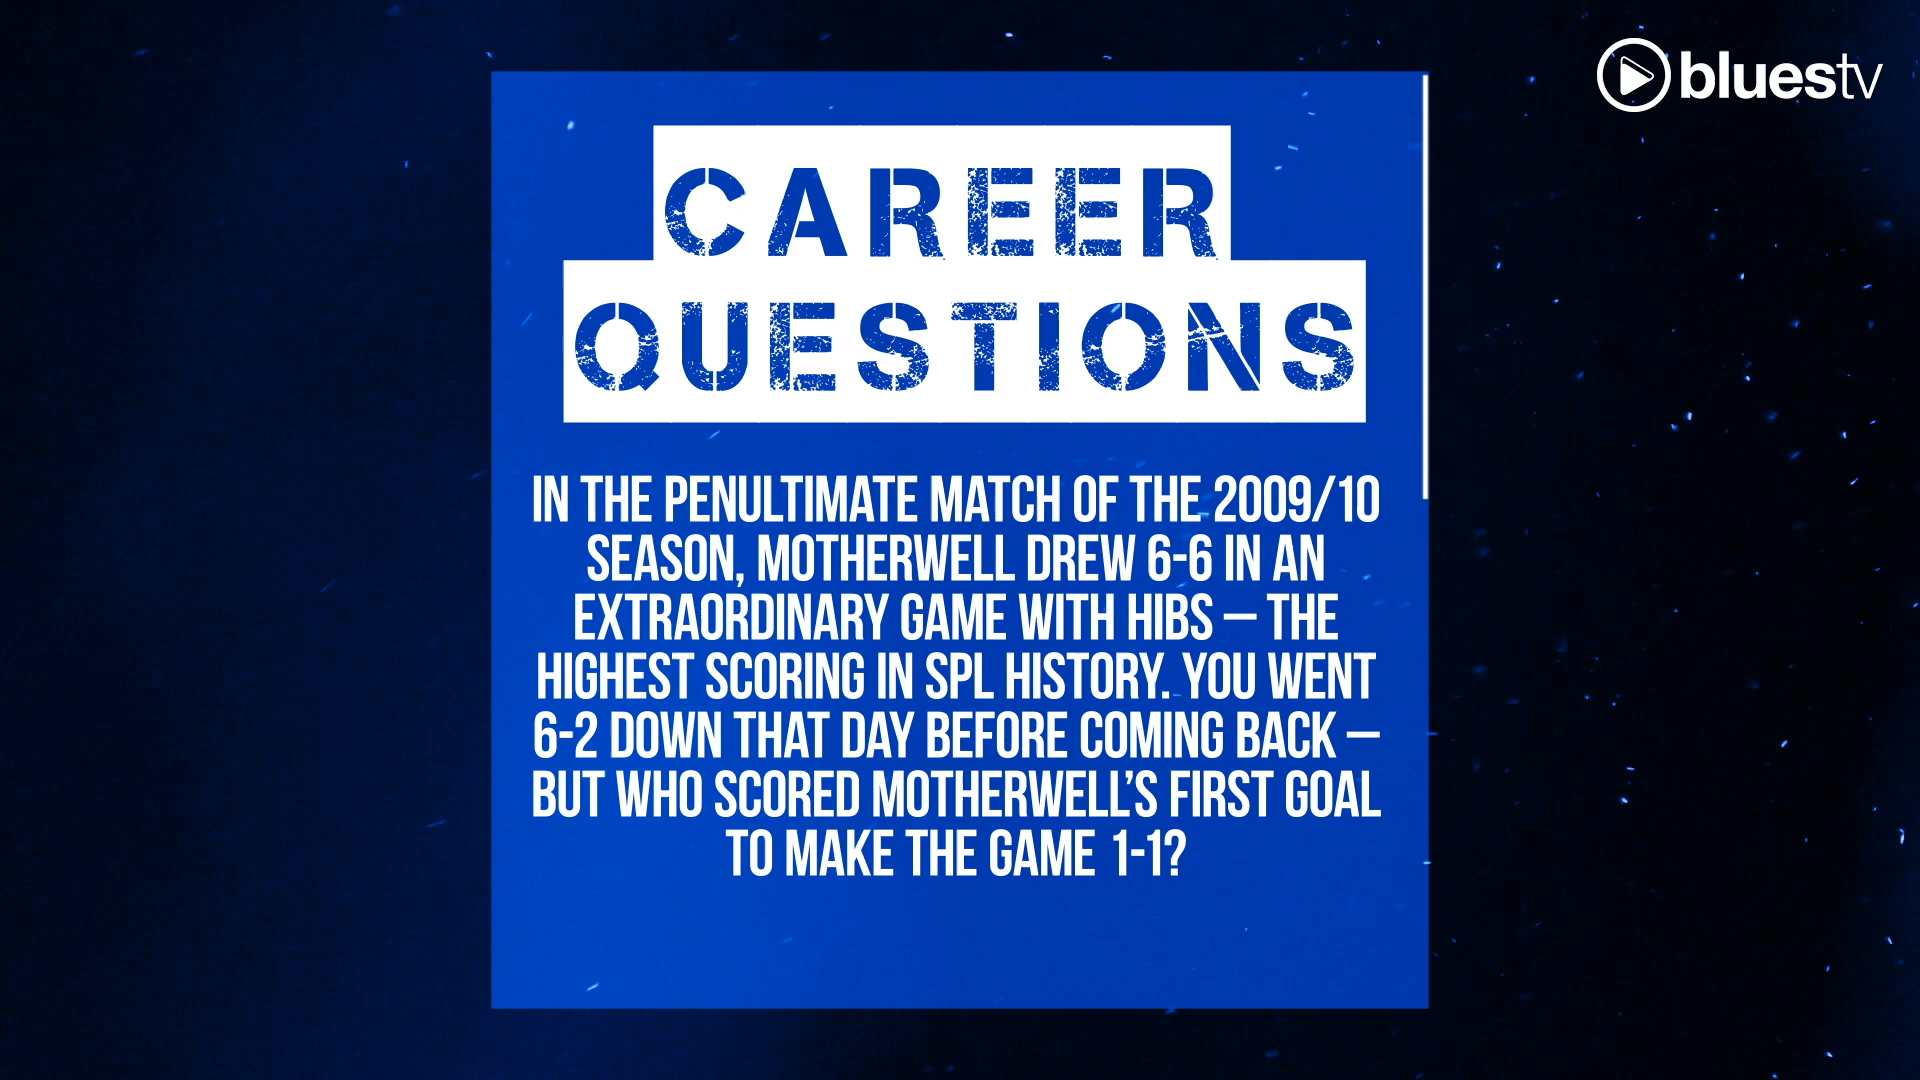 bluestv
CAREER
QUESTIONS
IN THE PENULTIMATE MATCH OF THE 2009/10
SEASON, MOTHERWELL DREW 6-6 IN AN
EXTRAORDINARY GAME WITH HIBS – THE
HIGHEST SCORING IN SPL HISTORY. YOU WENT
6-2 DOWN THAT DAY BEFORE COMING BACK –
BUT WHO SCORED MOTHERWELL’S FIRST GOAL
TO MAKE THE GAME 1-1?